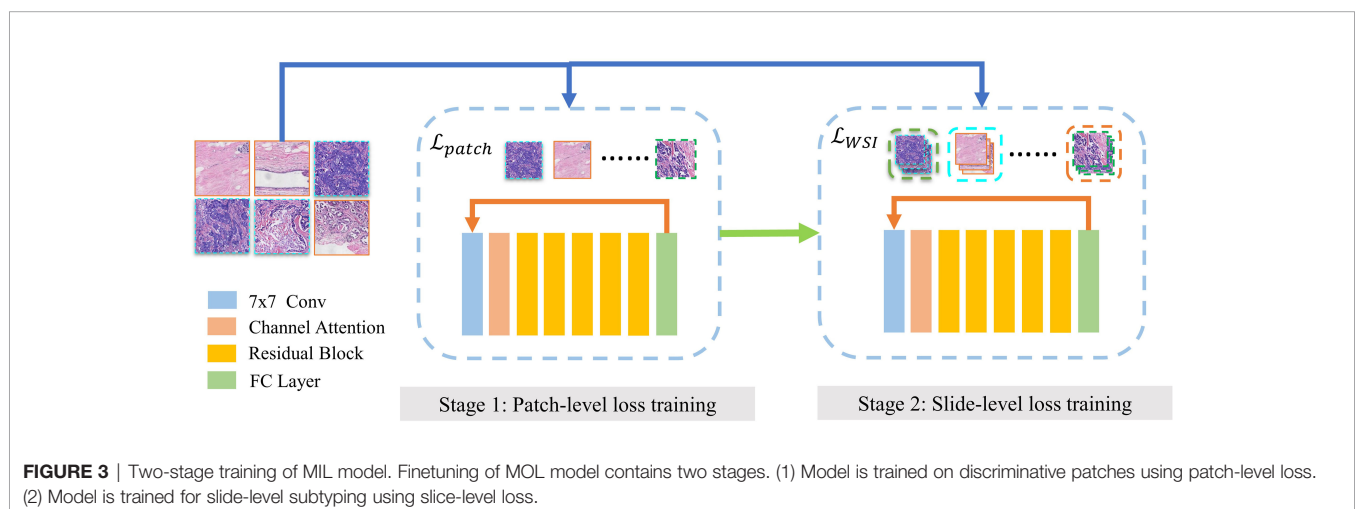 ℒ_patch
ℒ_WSI
7x7 Conv
Channel Attention
Residual Block
FC Layer
Stage 1: Patch-level loss training
Stage 2: Slide-level loss training
FIGURE 3 | Two-stage training of MIL model. Finetuning of MOL model contains two stages. (1) Model is trained on discriminative patches using patch-level loss.
(2) Model is trained for slide-level subtyping using slice-level loss.